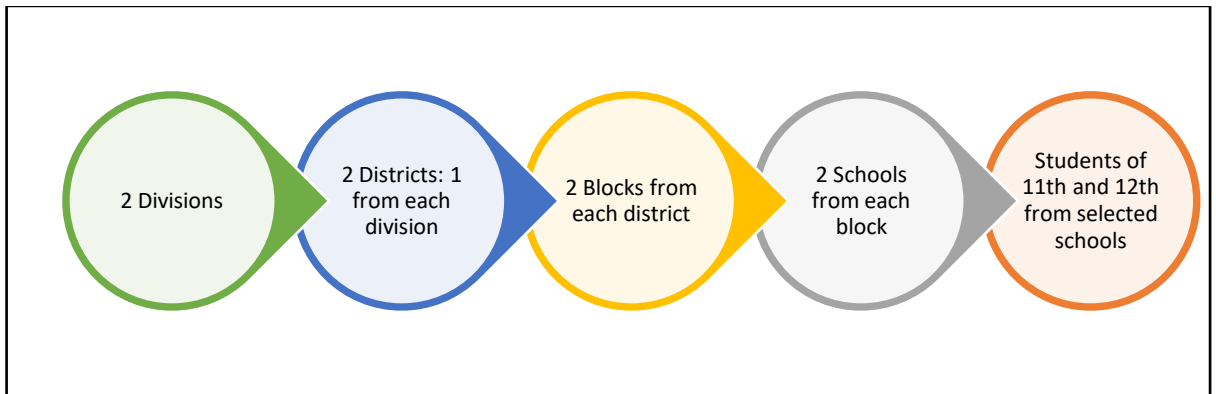 2 Divisions
2 Districts: 1
from each
division
2 Blocks from
each district
2 Schools
from each
block
Students of
11th and 12th
from selected
schools